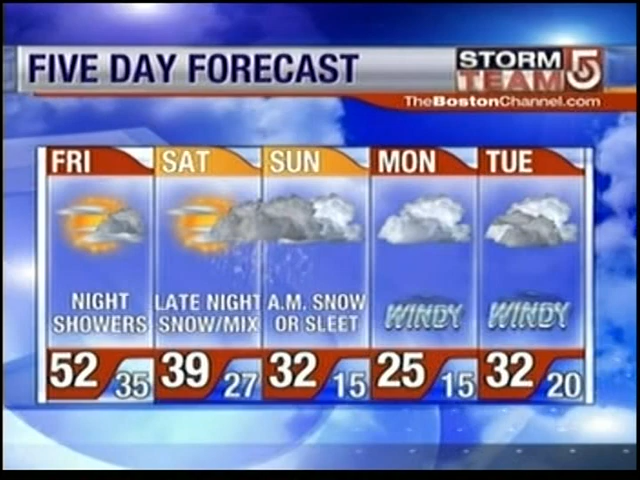 FIVE DAY FORECAST
STORM
TEAM 5
TheBostonChannel.com
FRI
SAT
SUN
MON
TUE
NIGHT
SHOWERS
LATE NIGHT
SNOW/MIX
A.M. SNOW
OR SLEET
WINDY
WINDY
52 35
39 27
32 15
25 15
32 20